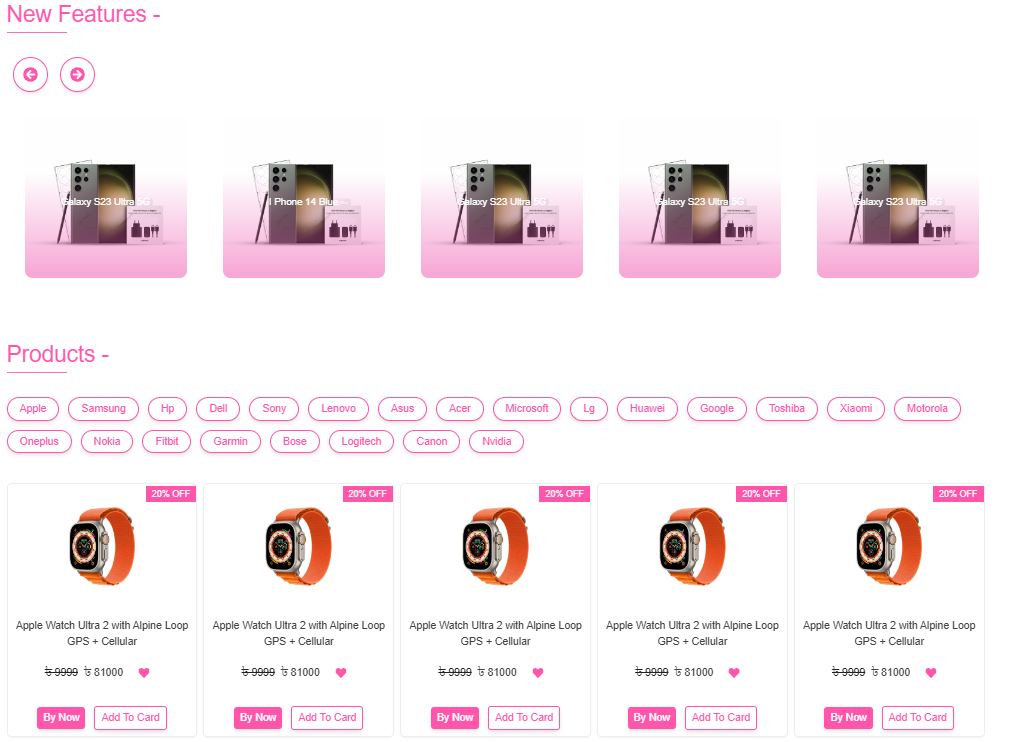 New Features -
Galaxy S23 Ultra 5G
I Phone 14 Blue
Galaxy S23 Ultra 5G
Galaxy S23 Ultra 5G
Galaxy S23 Ultra 5G
Products -
Apple Samsung Hp Dell Sony Lenovo Asus Acer Microsoft Lg Huawei Google Toshiba Xiaomi Motorola
Oneplus Nokia Fitbit Garmin Bose Logitech Canon Nvidia
20% OFF 20% OFF 20% OFF 20% OFF 20% OFF
Apple Watch Ultra 2 with Alpine Loop Apple Watch Ultra 2 with Alpine Loop Apple Watch Ultra 2 with Alpine Loop Apple Watch Ultra 2 with Alpine Loop Apple Watch Ultra 2 with Alpine Loop
GPS + Cellular GPS + Cellular GPS + Cellular GPS + Cellular GPS + Cellular
৳ 9999 ৳ 81000 ৳ 9999 ৳ 81000 ৳ 9999 ৳ 81000 ৳ 9999 ৳ 81000 ৳ 9999 ৳ 81000
By Now Add To Card By Now Add To Card By Now Add To Card By Now Add To Card By Now Add To Card